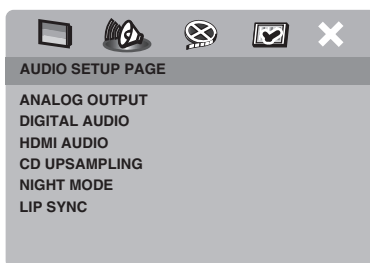 AUDIO SETUP PAGE
ANALOG OUTPUT
DIGITAL AUDIO
HDMI AUDIO
CD UPSAMPLING
NIGHT MODE
LIP SYNC